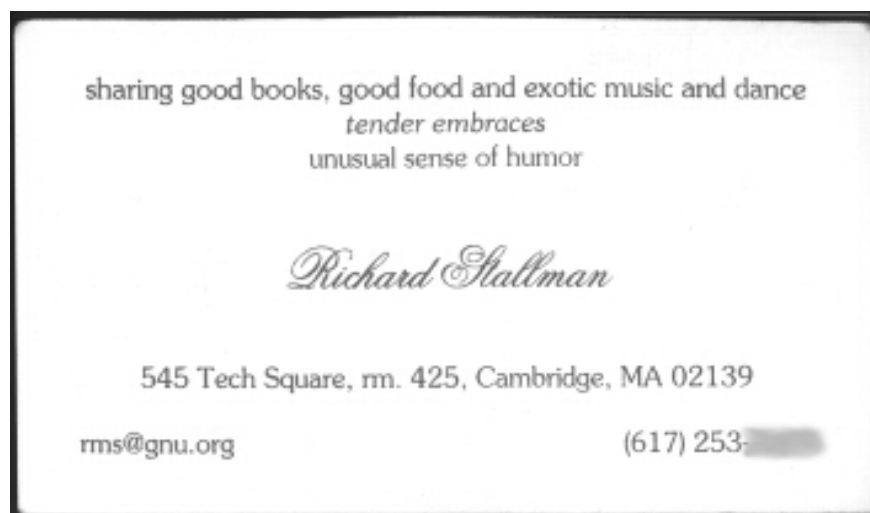 sharing good books, good food and exotic music and dance
tender embraces
unusual sense of humor
Richard Stallman
545 Tech Square, rm. 425, Cambridge, MA 02139
rms@gnu.org
(617) 253-